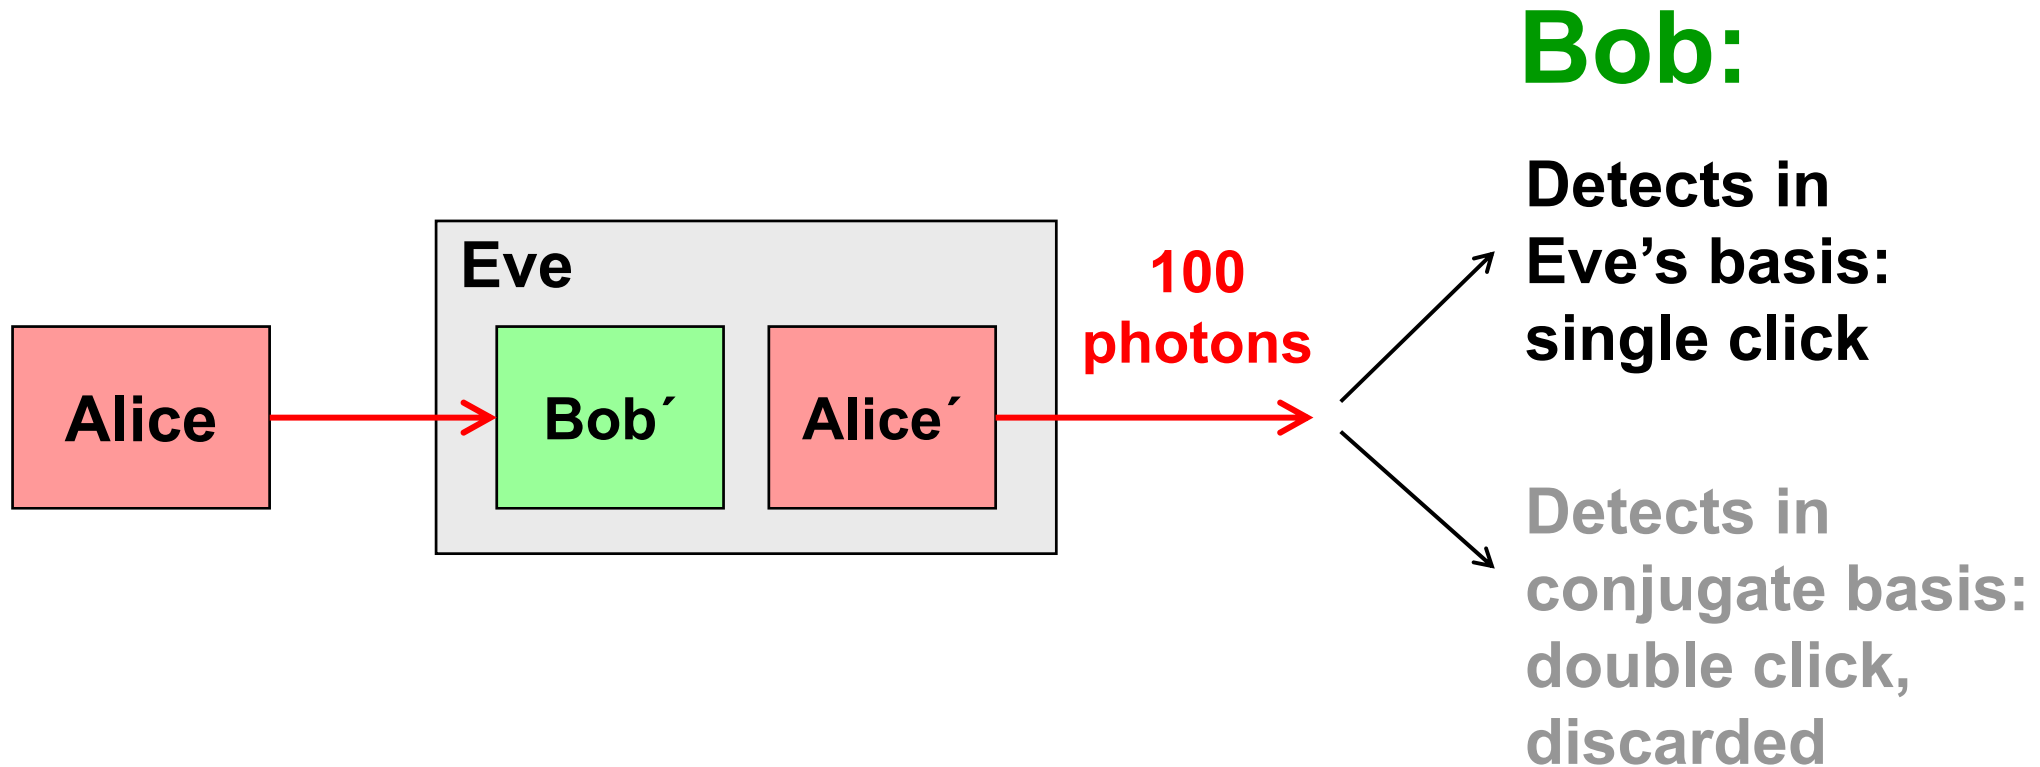 Bob:
Detects in
Eve’s basis:
single click
Eve
100
photons
Alice
Bob´
Alice´
Detects in
conjugate basis:
double click,
discarded